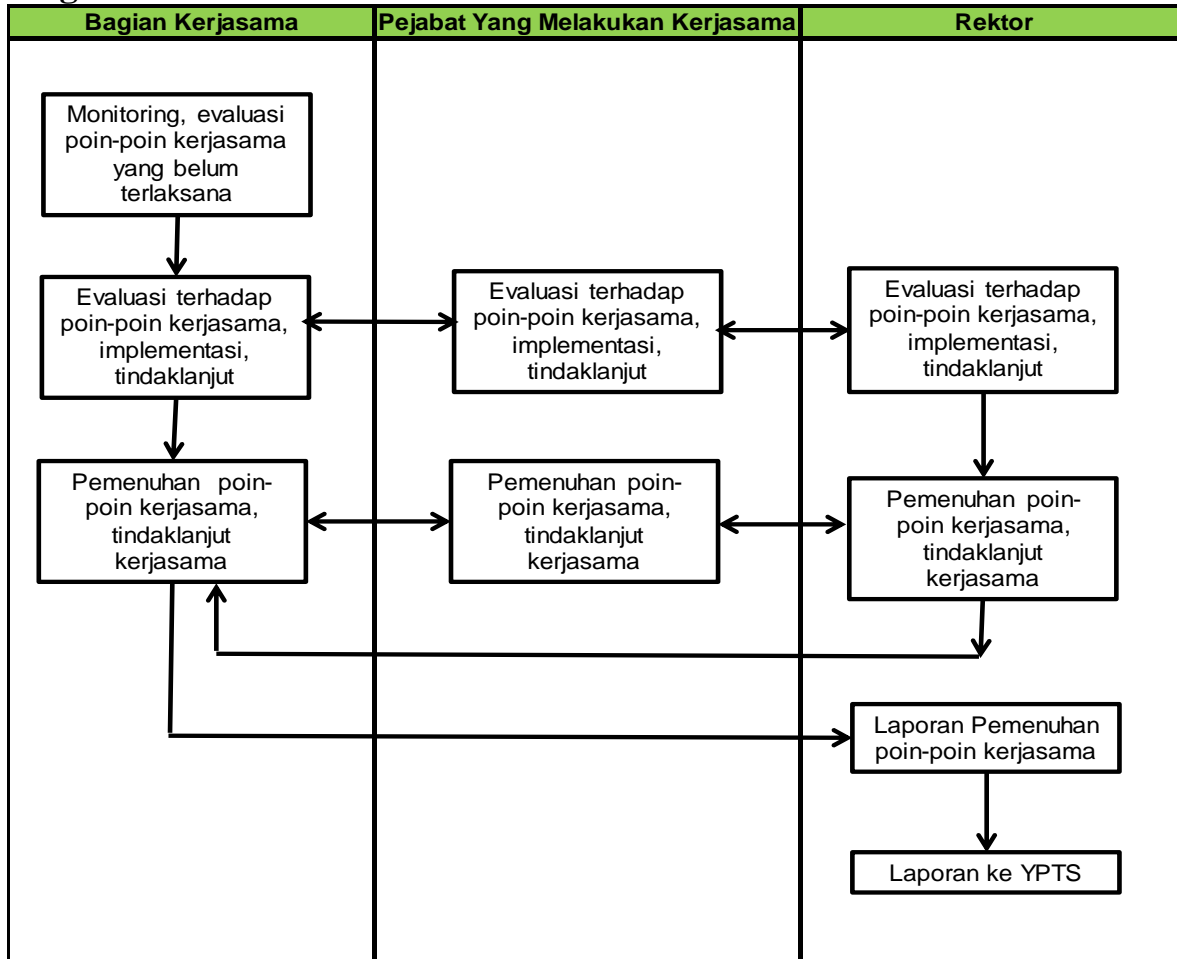 Bagian Kerjasama
Pejabat Yang Melakukan Kerjasama
Rektor
Monitoring, evaluasi
poin-poin kerjasama
yang belum
terlaksana
Evaluasi terhadap
poin-poin kerjasama,
implementasi,
tindaklanjut
Evaluasi terhadap
poin-poin kerjasama,
implementasi,
tindaklanjut
Evaluasi terhadap
poin-poin kerjasama,
implementasi,
tindaklanjut
Pemenuhan poin-
poin kerjasama,
tindaklanjut
kerjasama
Pemenuhan poin-
poin kerjasama,
tindaklanjut
kerjasama
Pemenuhan poin-
poin kerjasama,
tindaklanjut
kerjasama
Laporan Pemenuhan
poin-poin kerjasama
Laporan ke YPTS